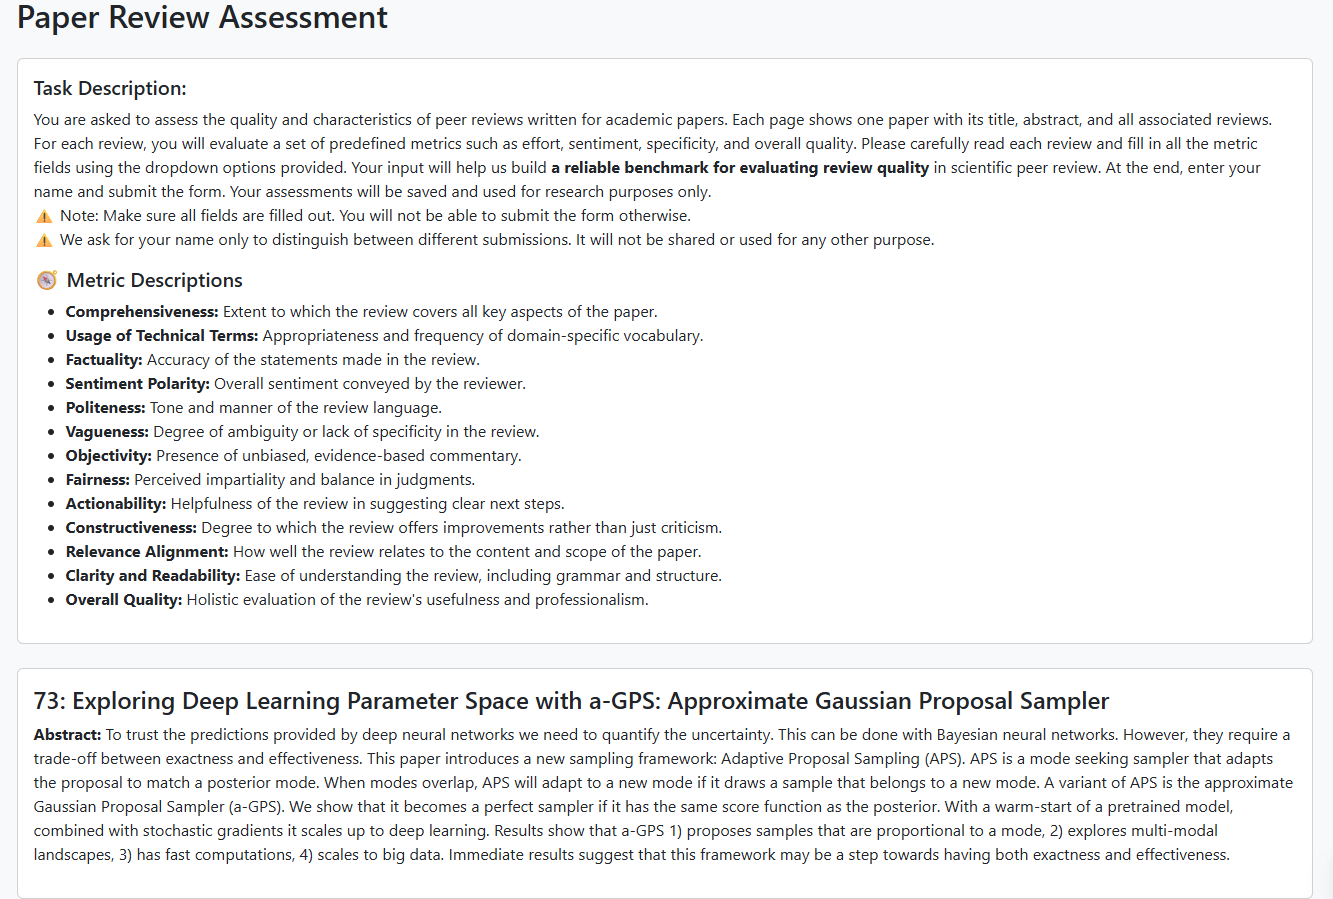 Paper Review Assessment
Task Description:
You are asked to assess the quality and characteristics of peer reviews written for academic papers. Each page shows one paper with its title, abstract, and all associated reviews.
For each review, you will evaluate a set of predefined metrics such as effort, sentiment, specificity, and overall quality. Please carefully read each review and fill in all the metric
fields using the dropdown options provided. Your input will help us build a reliable benchmark for evaluating review quality in scientific peer review. At the end, enter your
name and submit the form. Your assessments will be saved and used for research purposes only.
⚠️ Note: Make sure all fields are filled out. You will not be able to submit the form otherwise.
⚠️ We ask for your name only to distinguish between different submissions. It will not be shared or used for any other purpose.
🧭 Metric Descriptions
• Comprehensiveness: Extent to which the review covers all key aspects of the paper.
• Usage of Technical Terms: Appropriateness and frequency of domain-specific vocabulary.
• Factuality: Accuracy of the statements made in the review.
• Sentiment Polarity: Overall sentiment conveyed by the reviewer.
• Politeness: Tone and manner of the review language.
• Vagueness: Degree of ambiguity or lack of specificity in the review.
• Objectivity: Presence of unbiased, evidence-based commentary.
• Fairness: Perceived impartiality and balance in judgments.
• Actionability: Helpfulness of the review in suggesting clear next steps.
• Constructiveness: Degree to which the review offers improvements rather than just criticism.
• Relevance Alignment: How well the review relates to the content and scope of the paper.
• Clarity and Readability: Ease of understanding the review, including grammar and structure.
• Overall Quality: Holistic evaluation of the review's usefulness and professionalism.
73: Exploring Deep Learning Parameter Space with a-GPS: Approximate Gaussian Proposal Sampler
Abstract: To trust the predictions provided by deep neural networks we need to quantify the uncertainty. This can be done with Bayesian neural networks. However, they require a
trade-off between exactness and effectiveness. This paper introduces a new sampling framework: Adaptive Proposal Sampling (APS). APS is a mode seeking sampler that adapts
the proposal to match a posterior mode. When modes overlap, APS will adapt to a new mode if it draws a sample that belongs to a new mode. A variant of APS is the approximate
Gaussian Proposal Sampler (a-GPS). We show that it becomes a perfect sampler if it has the same score function as the posterior. With a warm-start of a pretrained model,
combined with stochastic gradients it scales up to deep learning. Results show that a-GPS 1) proposes samples that are proportional to a mode, 2) explores multi-modal
landscapes, 3) has fast computations, 4) scales to big data. Immediate results suggest that this framework may be a step towards having both exactness and effectiveness.